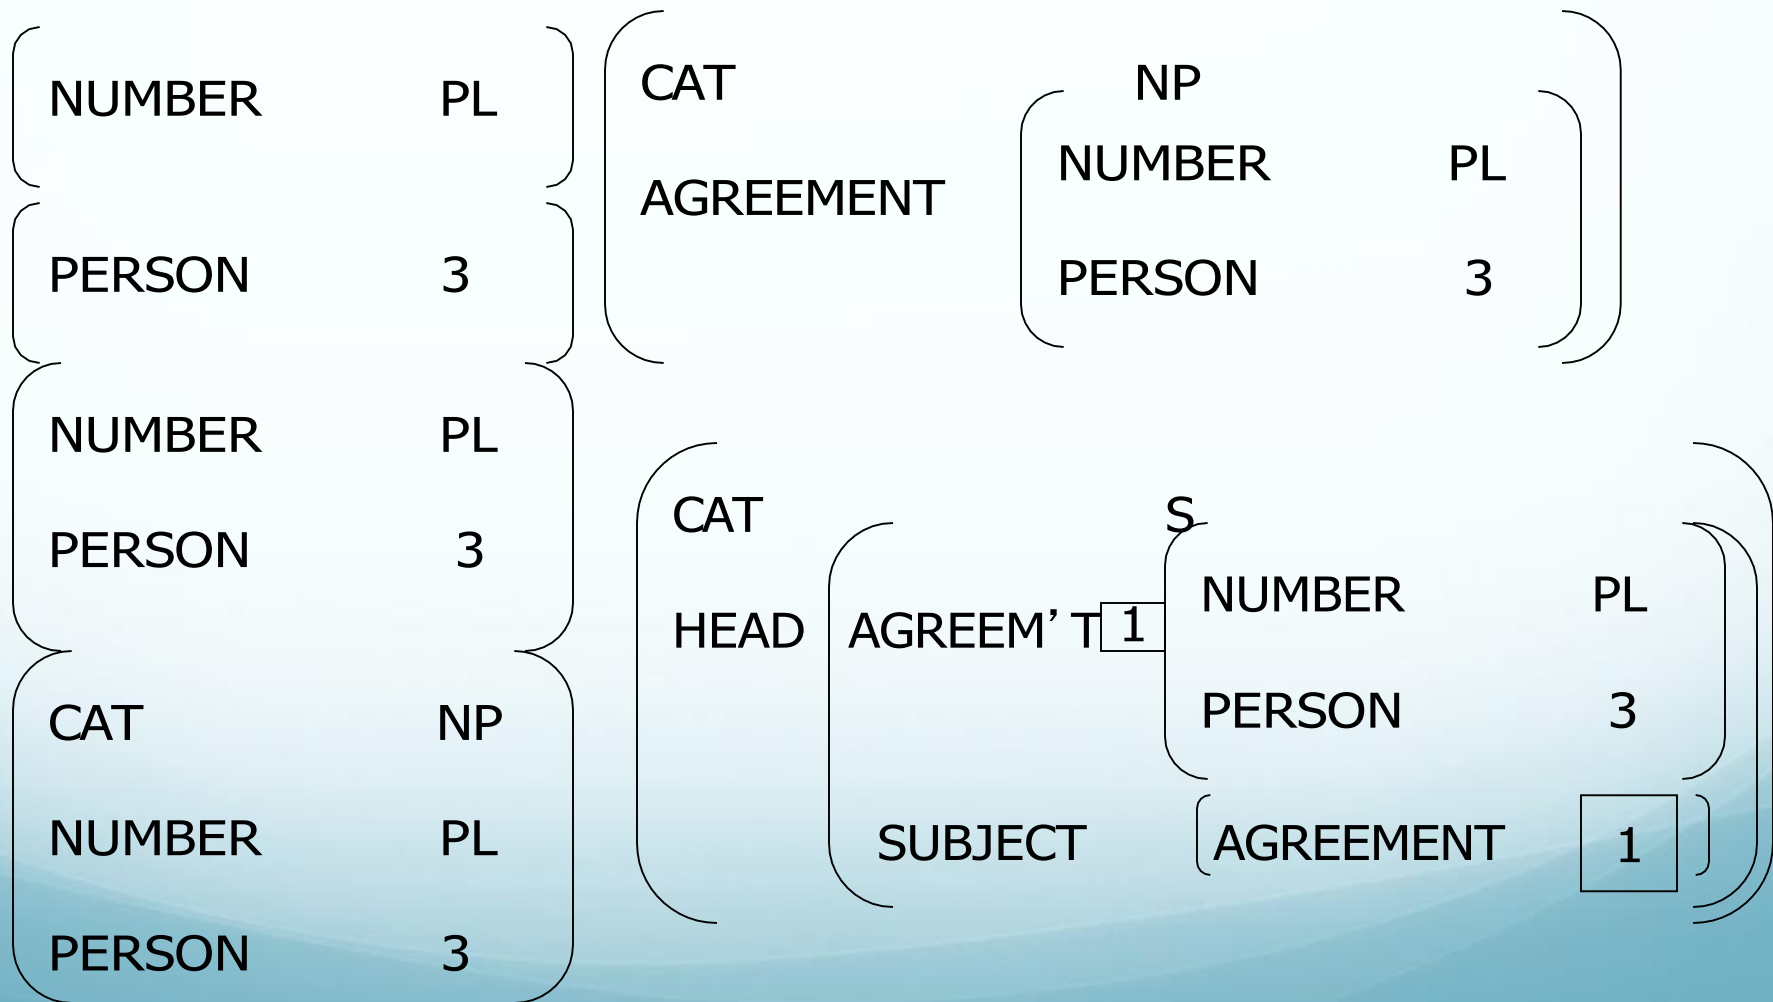 NUMBER PL
PERSON 3
NUMBER PL
PERSON 3
CAT NP
NUMBER PL
PERSON 3
CAT NP
AGREEMENT
NUMBER PL
PERSON 3
CAT S
HEAD AGREEM’T 1
NUMBER PL
PERSON 3
SUBJECT AGREEMENT 1